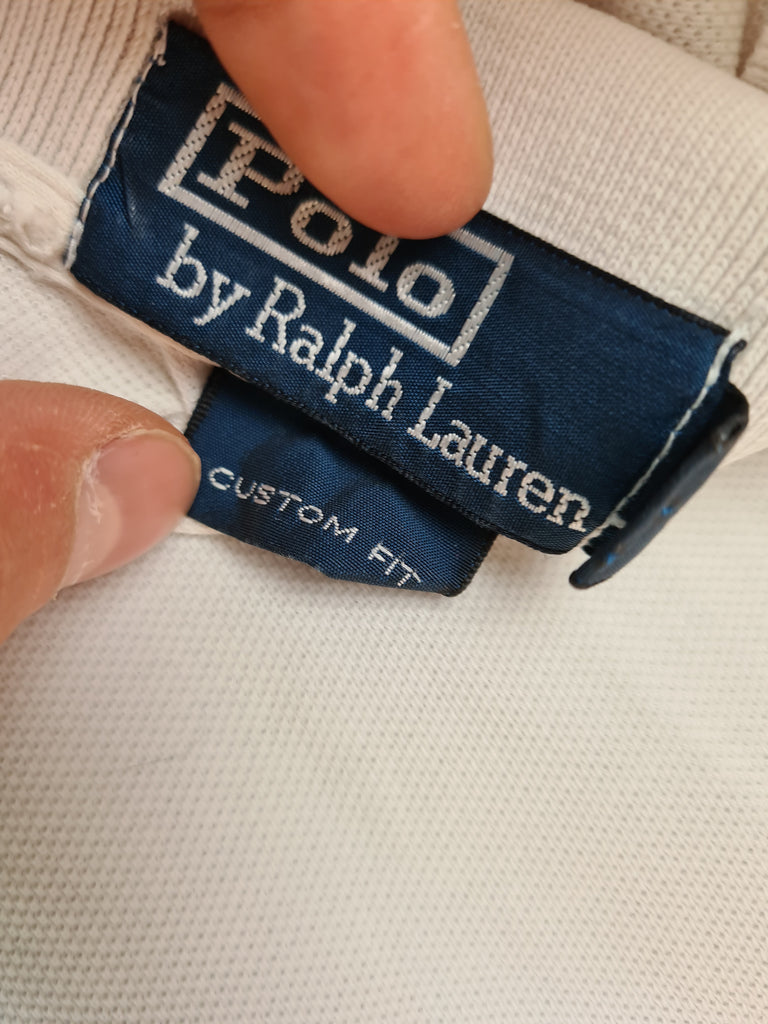 Polo
by Ralph Lauren
CUSTOM FIT